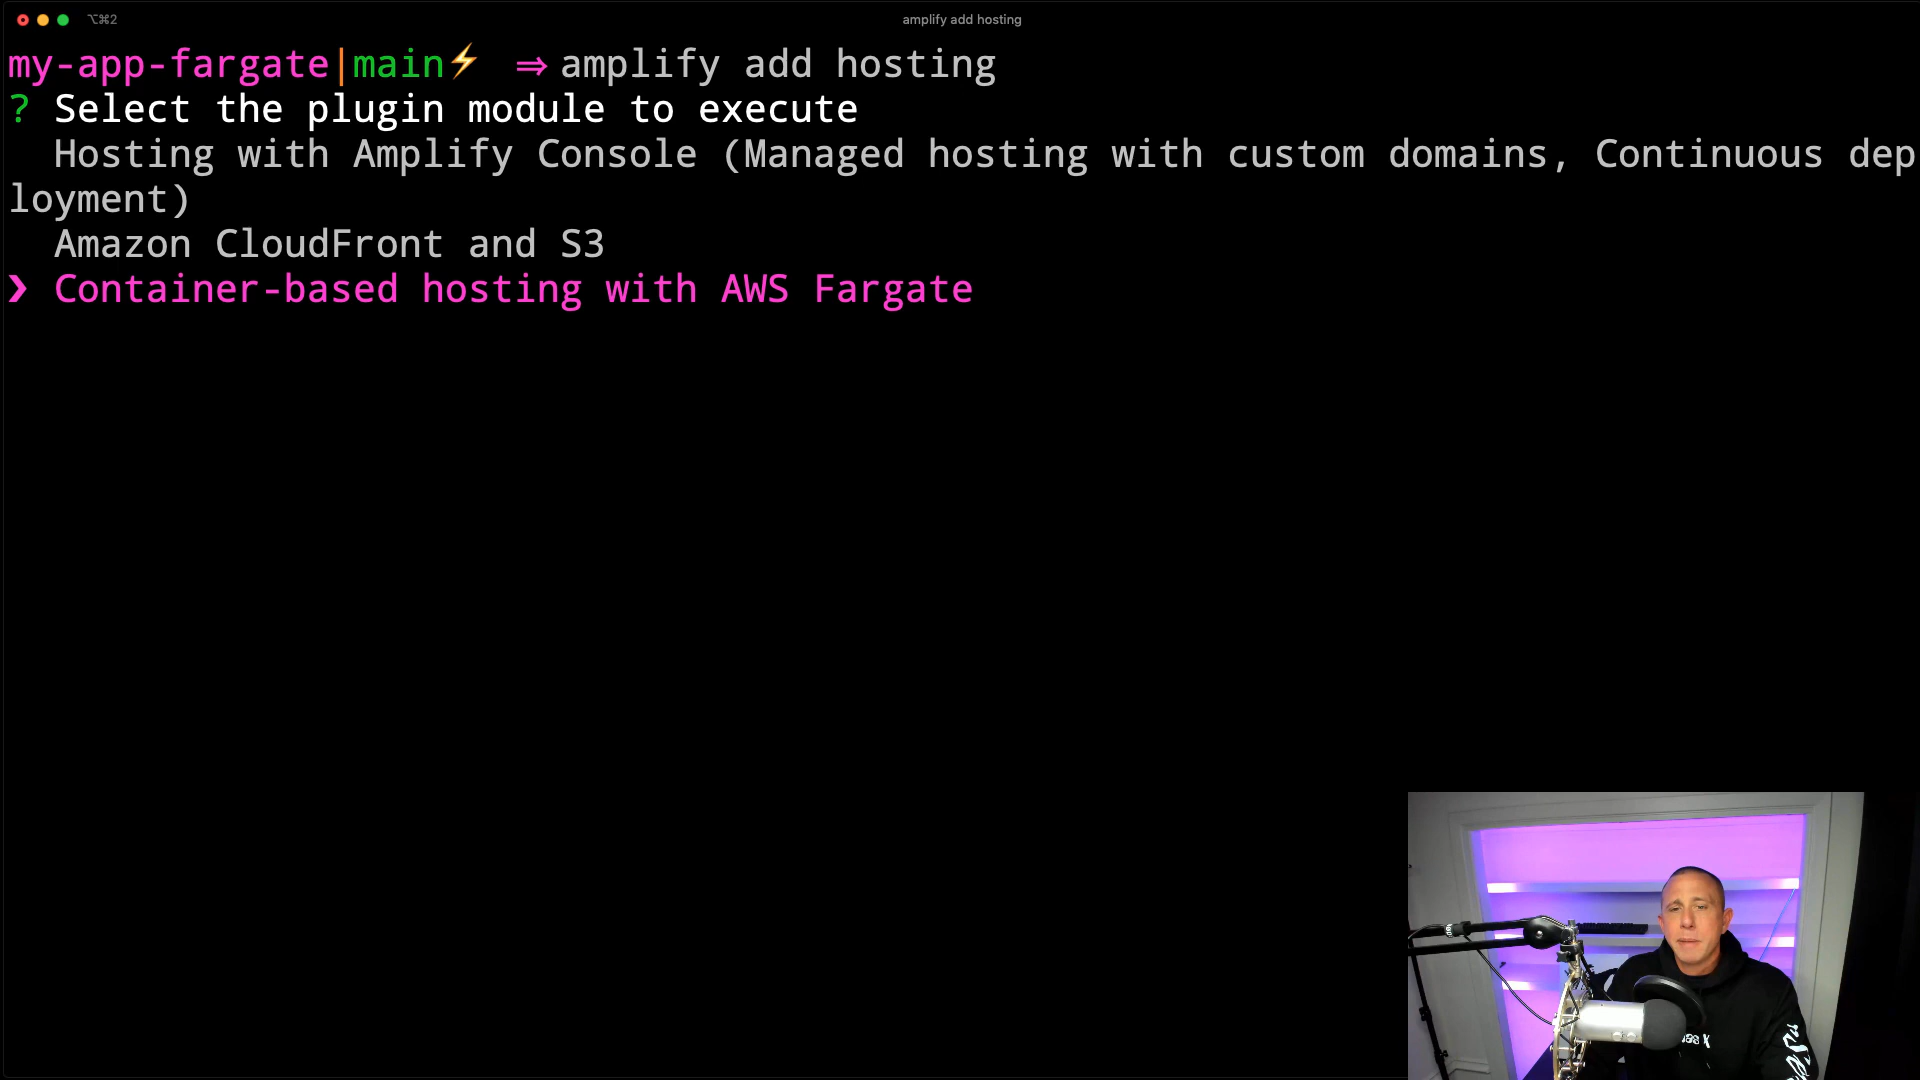 ⌥⌘2
amplify add hosting
my-app-fargate|main⚡ ⇒ amplify add hosting
? Select the plugin module to execute
Hosting with Amplify Console (Managed hosting with custom domains, Continuous dep
loyment)
Amazon CloudFront and S3
❯ Container-based hosting with AWS Fargate